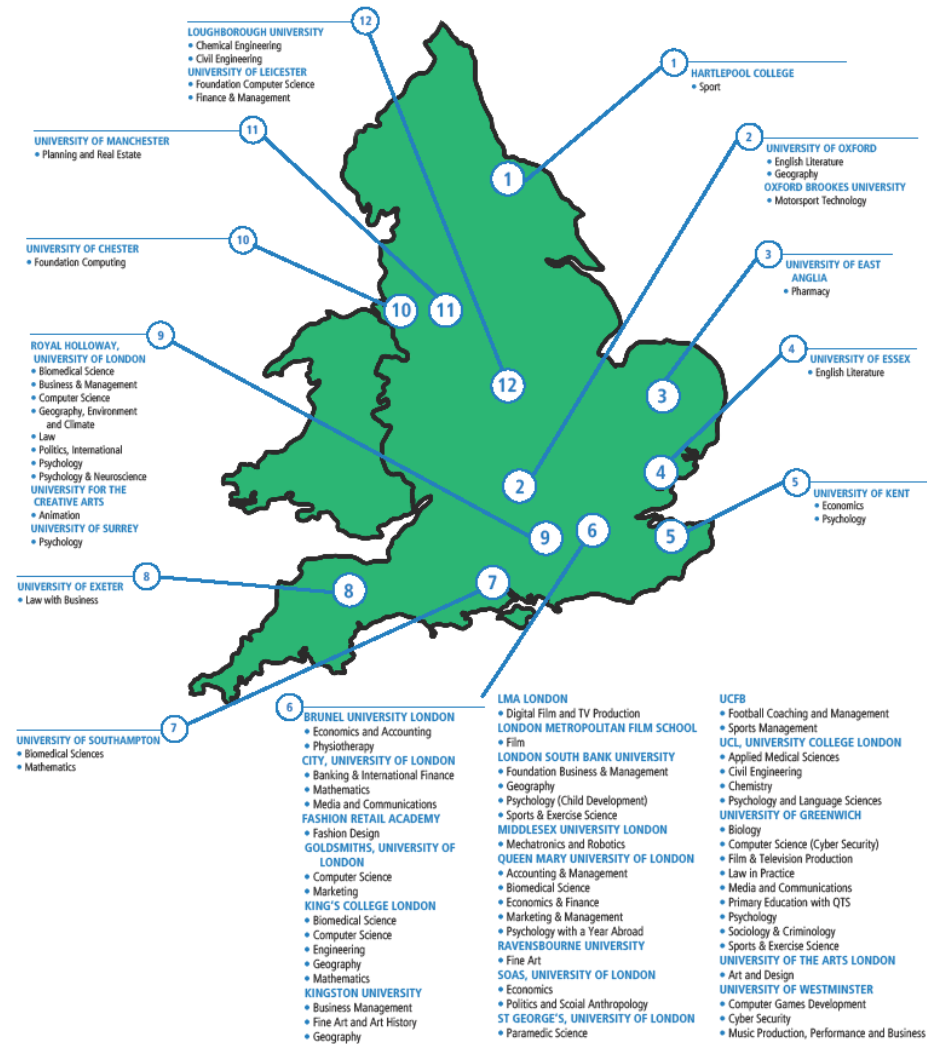 12
LOUGHBOROUGH UNIVERSITY
• Chemical Engineering
• Civil Engineering
UNIVERSITY OF LEICESTER
• Foundation Computer Science
• Finance & Management
1
HARTLEPOOL COLLEGE
• Sport
11
UNIVERSITY OF MANCHESTER
• Planning and Real Estate
2
UNIVERSITY OF OXFORD
• English Literature
• Geography
OXFORD BROOKES UNIVERSITY
• Motorsport Technology
10
UNIVERSITY OF CHESTER
• Foundation Computing
3
UNIVERSITY OF EAST
ANGLIA
• Pharmacy
9
ROYAL HOLLOWAY,
UNIVERSITY OF LONDON
• Biomedical Science
• Business & Management
• Computer Science
• Geography, Environment
and Climate
• Law
• Politics, International
• Psychology
• Psychology & Neuroscience
UNIVERSITY FOR THE
CREATIVE ARTS
• Animation
UNIVERSITY OF SURREY
• Psychology
4
UNIVERSITY OF ESSEX
• English Literature
5
UNIVERSITY OF KENT
• Economics
• Psychology
8
UNIVERSITY OF EXETER
• Law with Business
7
UNIVERSITY OF SOUTHAMPTON
• Biomedical Sciences
• Mathematics
1
10
11
12
3
2
4
9
6
5
8
7
6
BRUNEL UNIVERSITY LONDON
• Economics and Accounting
• Physiotherapy
CITY, UNIVERSITY OF LONDON
• Banking & International Finance
• Mathematics
• Media and Communications
FASHION RETAIL ACADEMY
• Fashion Design
GOLDSMITHS, UNIVERSITY OF
LONDON
• Computer Science
• Marketing
KING'S COLLEGE LONDON
• Biomedical Science
• Computer Science
• Engineering
• Geography
• Mathematics
KINGSTON UNIVERSITY
• Business Management
• Fine Art and Art History
• Geography
LMA LONDON
• Digital Film and TV Production
LONDON METROPOLITAN FILM SCHOOL
• Film
LONDON SOUTH BANK UNIVERSITY
• Foundation Business & Management
• Geography
• Psychology (Child Development)
• Sports & Exercise Science
MIDDLESEX UNIVERSITY LONDON
• Mechatronics and Robotics
QUEEN MARY UNIVERSITY OF LONDON
• Accounting & Management
• Biomedical Science
• Economics & Finance
• Marketing & Management
• Psychology with a Year Abroad
RAVENSBOURNE UNIVERSITY
• Fine Art
SOAS, UNIVERSITY OF LONDON
• Economics
• Politics and Scoial Anthropology
ST GEORGE'S, UNIVERSITY OF LONDON
• Paramedic Science
UCFB
• Football Coaching and Management
• Sports Management
UCL, UNIVERSITY COLLEGE LONDON
• Applied Medical Sciences
• Civil Engineering
• Chemistry
• Psychology and Language Sciences
UNIVERSITY OF GREENWICH
• Biology
• Computer Science (Cyber Security)
• Film & Television Production
• Law in Practice
• Media and Communications
• Primary Education with QTS
• Psychology
• Sociology & Criminology
• Sports & Exercise Science
UNIVERSITY OF THE ARTS LONDON
• Art and Design
UNIVERSITY OF WESTMINSTER
• Computer Games Development
• Cyber Security
• Music Production, Performance and Business